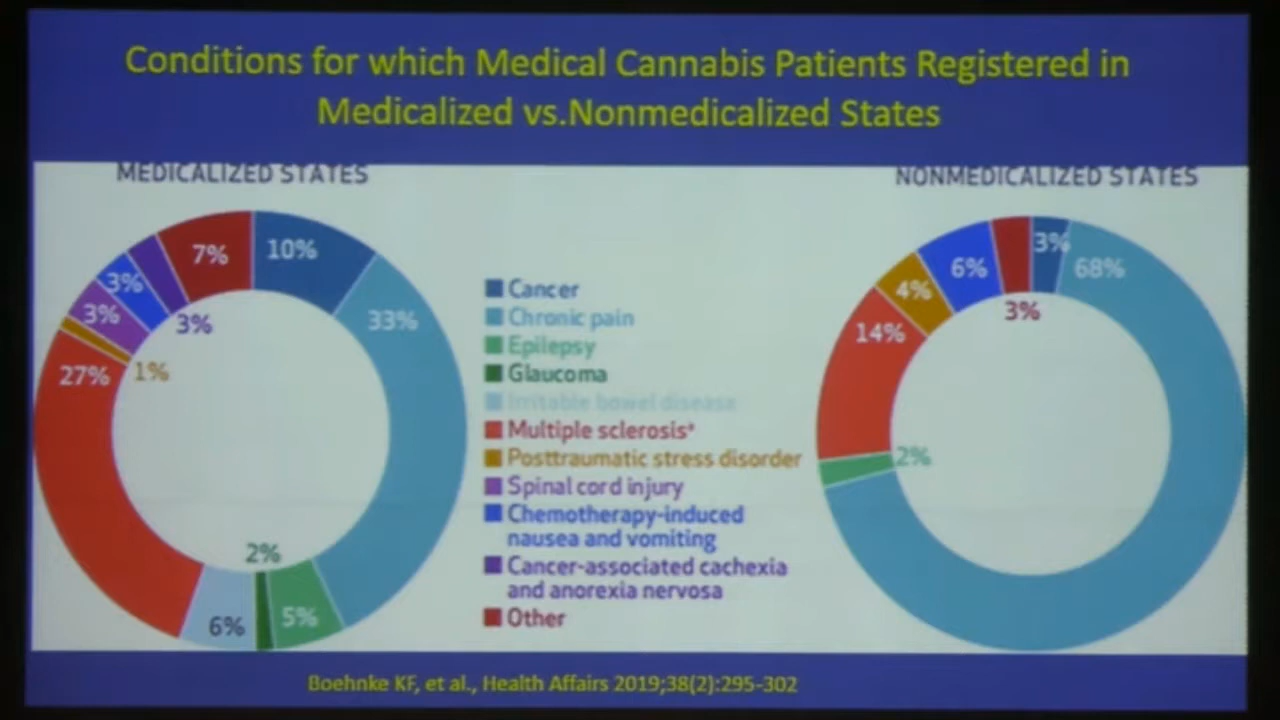 Conditions for which Medical Cannabis Patients Registered in
Medicalized vs.Nonmedicalized States
MEDICALIZED STATES
7%
10%
33%
5%
2%
6%
27%
1%
3%
3%
3%
Cancer
Chronic pain
Epilepsy
Glaucoma
Irritable bowel disease
Multiple sclerosis*
Posttraumatic stress disorder
Spinal cord injury
Chemotherapy-induced
nausea and vomiting
Cancer-associated cachexia
and anorexia nervosa
Other
NONMEDICALIZED STATES
3%
68%
2%
14%
4%
6%
3%
Boehnke KF, et al., Health Affairs 2019;38(2):295-302